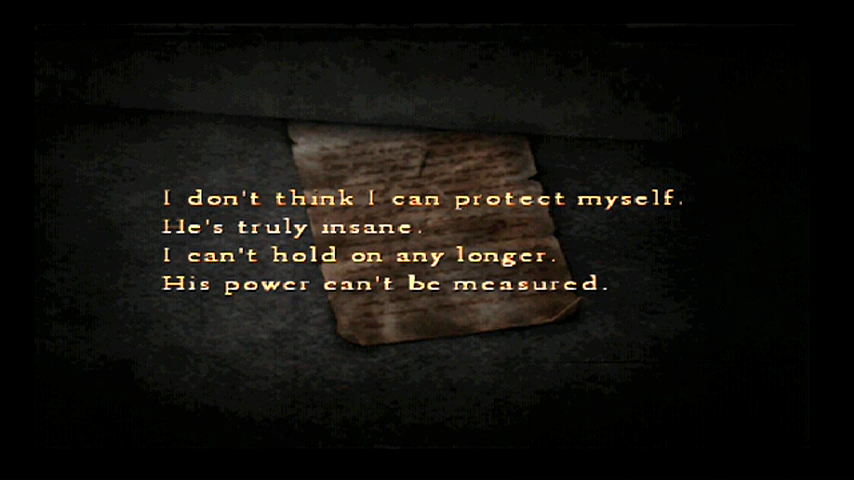 I don't think I can protect myself.
He's truly insane.
I can't hold on any longer.
His power can't be measured.